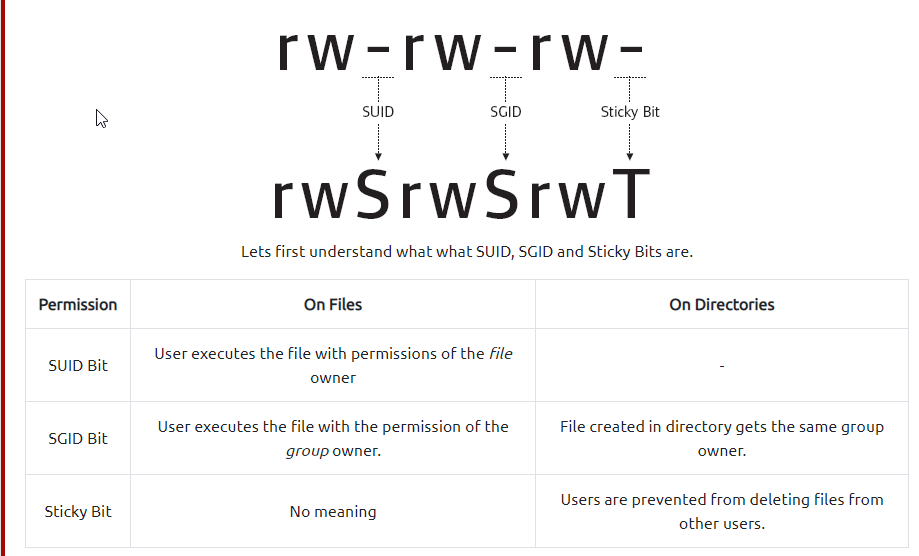 rw-rw-rw-
SUID SGID Sticky Bit
rwSrwSrwT
Lets first understand what what SUID, SGID and Sticky Bits are.
Permission On Files On Directories
SUID Bit User executes the file with permissions of the file owner -
SGID Bit User executes the file with the permission of the group owner. File created in directory gets the same group owner.
Sticky Bit No meaning Users are prevented from deleting files from other users.